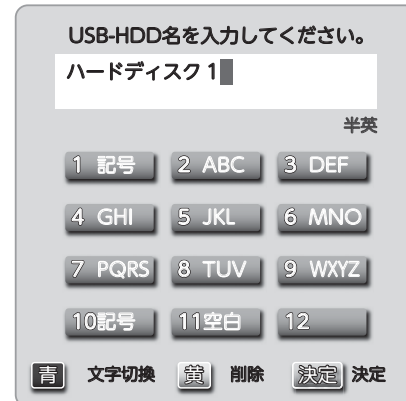 USB-HDD名を入力してください。
ハードディスク1
半英
1 記号 2 ABC 3 DEF
4 GHI 5 JKL 6 MNO
7 PQRS 8 TUV 9 WXYZ
10記号 11空白 12
青 文字切換 黄 削除 決定 決定